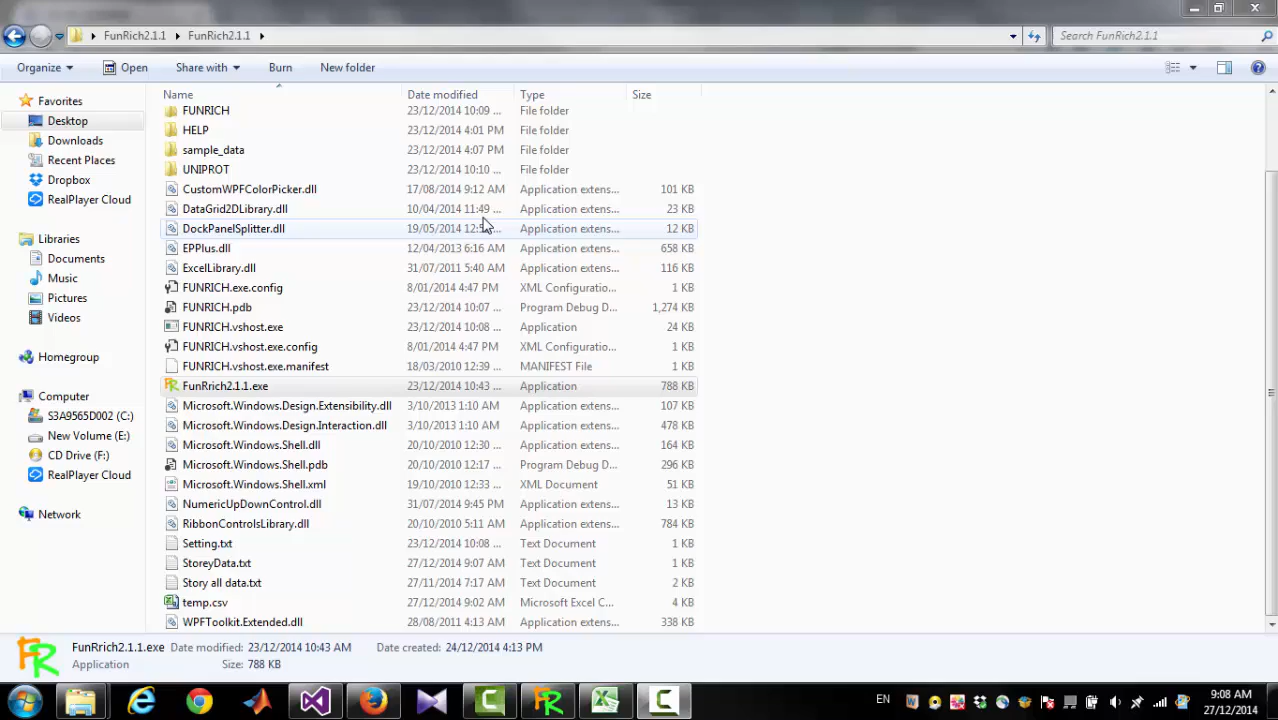 FunRich2.1.1 FunRich2.1.1 Search FunRich2.1.1
Organize Open Share with Burn New folder
Name Date modified Type Size
Favorites
Desktop
Downloads
Recent Places
Dropbox
RealPlayer Cloud
Libraries
Documents
Music
Pictures
Videos
Homegroup
Computer
S3A9565D002 (C:)
New Volume (E:)
CD Drive (F:)
RealPlayer Cloud
Network
FUNRICH 23/12/2014 10:09 ... File folder
HELP 23/12/2014 4:01 PM File folder
sample_data 23/12/2014 4:07 PM File folder
UNIPROT 23/12/2014 10:10 ... File folder
CustomWPFColorPicker.dll 17/08/2014 9:12 AM Application extens... 101 KB
DataGrid2DLibrary.dll 10/04/2014 11:49 ... Application extens... 23 KB
DockPanelSplitter.dll 19/05/2014 ... Application extens... 12 KB
EPPlus.dll 12/04/2013 6:16 AM Application extens... 658 KB
ExcelLibrary.dll 31/07/2011 5:40 AM Application extens... 116 KB
FUNRICH.exe.config 8/01/2014 4:47 PM XML Configuratio... 1 KB
FUNRICH.pdb 23/12/2014 10:07 ... Program Debug D... 1,274 KB
FUNRICH.vshost.exe 23/12/2014 10:08 ... Application 24 KB
FUNRICH.vshost.exe.config 8/01/2014 4:47 PM XML Configuratio... 1 KB
FUNRICH.vshost.exe.manifest 18/03/2010 12:39 ... MANIFEST File 1 KB
FunRich2.1.1.exe 23/12/2014 10:43 ... Application 788 KB
Microsoft.Windows.Design.Extensibility.dll 3/10/2013 1:10 AM Application extens... 107 KB
Microsoft.Windows.Design.Interaction.dll 3/10/2013 1:10 AM Application extens... 478 KB
Microsoft.Windows.Shell.dll 20/10/2010 12:30 ... Application extens... 164 KB
Microsoft.Windows.Shell.pdb 20/10/2010 12:17 ... Program Debug D... 296 KB
Microsoft.Windows.Shell.xml 19/10/2010 12:33 ... XML Document 51 KB
NumericUpDownControl.dll 31/07/2014 9:45 PM Application extens... 13 KB
RibbonControlsLibrary.dll 20/10/2010 5:11 AM Application extens... 784 KB
Setting.txt 23/12/2014 10:08 ... Text Document 1 KB
StoreyData.txt 27/12/2014 9:07 AM Text Document 1 KB
Story all data.txt 27/11/2014 7:17 AM Text Document 2 KB
temp.csv 27/12/2014 9:02 AM Microsoft Excel C... 4 KB
WPFToolkit.Extended.dll 28/08/2011 4:13 AM Application extens... 338 KB
FR FunRrich2.1.1.exe Date modified: 23/12/2014 10:43 AM Date created: 24/12/2014 4:13 PM
Application Size: 788 KB
EN 9:08 AM
27/12/2014